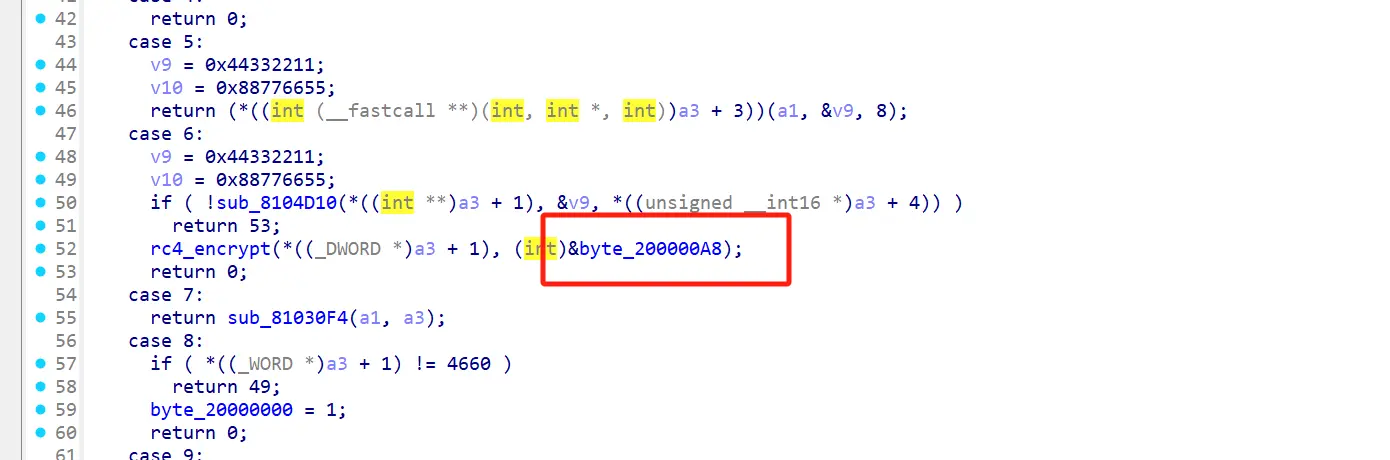 42 return 0;
43 case 5:
44 v9 = 0x44332211;
45 v10 = 0x88776655;
46 return (*((int (__fastcall **)(int, int *, int))a3 + 3))(a1, &v9, 8);
47 case 6:
48 v9 = 0x44332211;
49 v10 = 0x88776655;
50 if ( !sub_8104D10(*((int **)a3 + 1), &v9, *((unsigned __int16 *)a3 + 4)) )
51 return 53;
52 rc4_encrypt(*((_DWORD *)a3 + 1), (int)&byte_200000A8);
53 return 0;
54 case 7:
55 return sub_81030F4(a1, a3);
56 case 8:
57 if ( *((_WORD *)a3 + 1) != 4660 )
58 return 49;
59 byte_20000000 = 1;
60 return 0;
61 case 9: